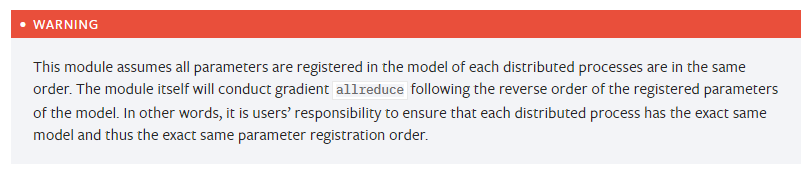 WARNING
This module assumes all parameters are registered in the model of each distributed processes are in the same
order. The module itself will conduct gradient allreduce following the reverse order of the registered parameters
of the model. In other words, it is users’ responsibility to ensure that each distributed process has the exact same
model and thus the exact same parameter registration order.